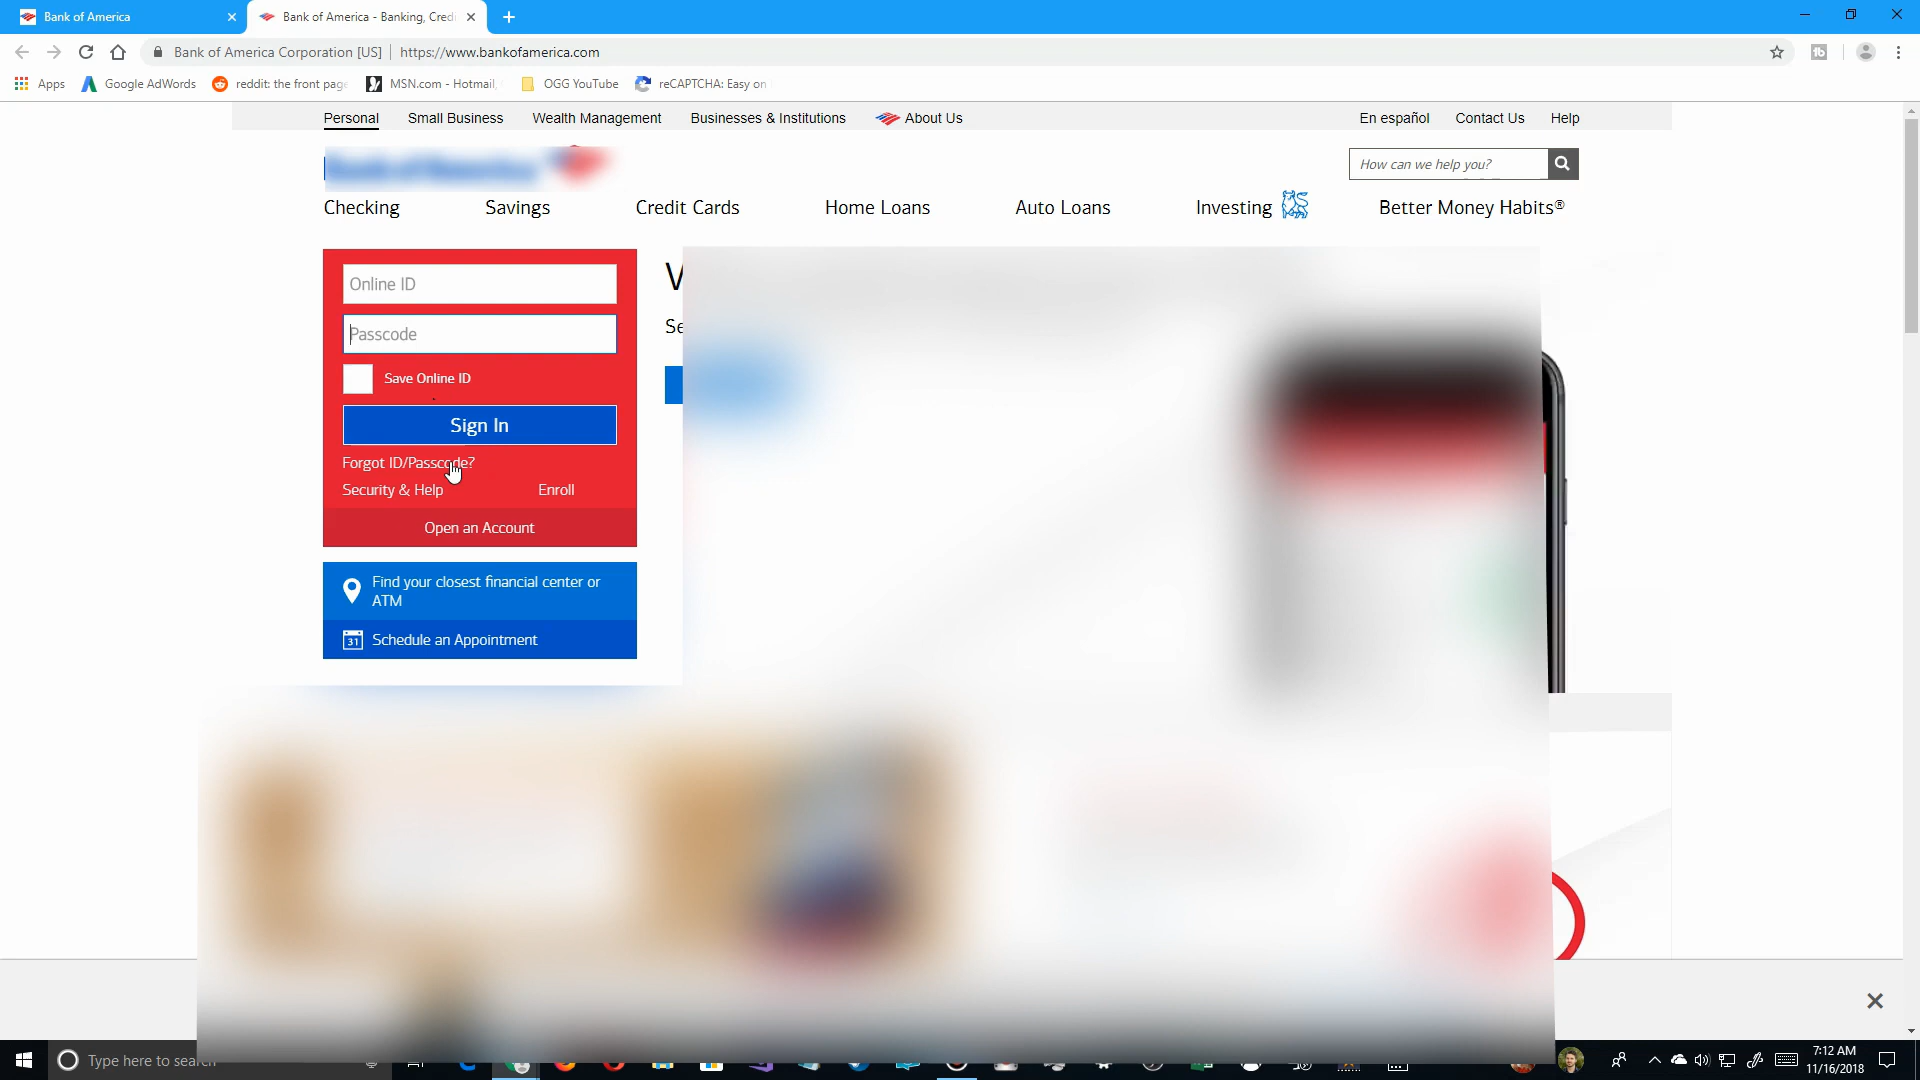 Bank of America
Bank of America - Banking, Cred
Bank of America Corporation [US] | https://www.bankofamerica.com
Apps Google AdWords reddit: the front page MSN.com - Hotmail, OGG YouTube reCAPTCHA: Easy on
Personal Small Business Wealth Management Businesses & Institutions About Us En español Contact Us Help
Bank of America
How can we help you?
Checking Savings Credit Cards Home Loans Auto Loans Investing Better Money Habits®
Online ID
Passcode
Save Online ID
Sign In
Forgot ID/Passcode?
Security & Help Enroll
Open an Account
Find your closest financial center or
ATM
31 Schedule an Appointment
Type here to search
7:12 AM
11/16/2018